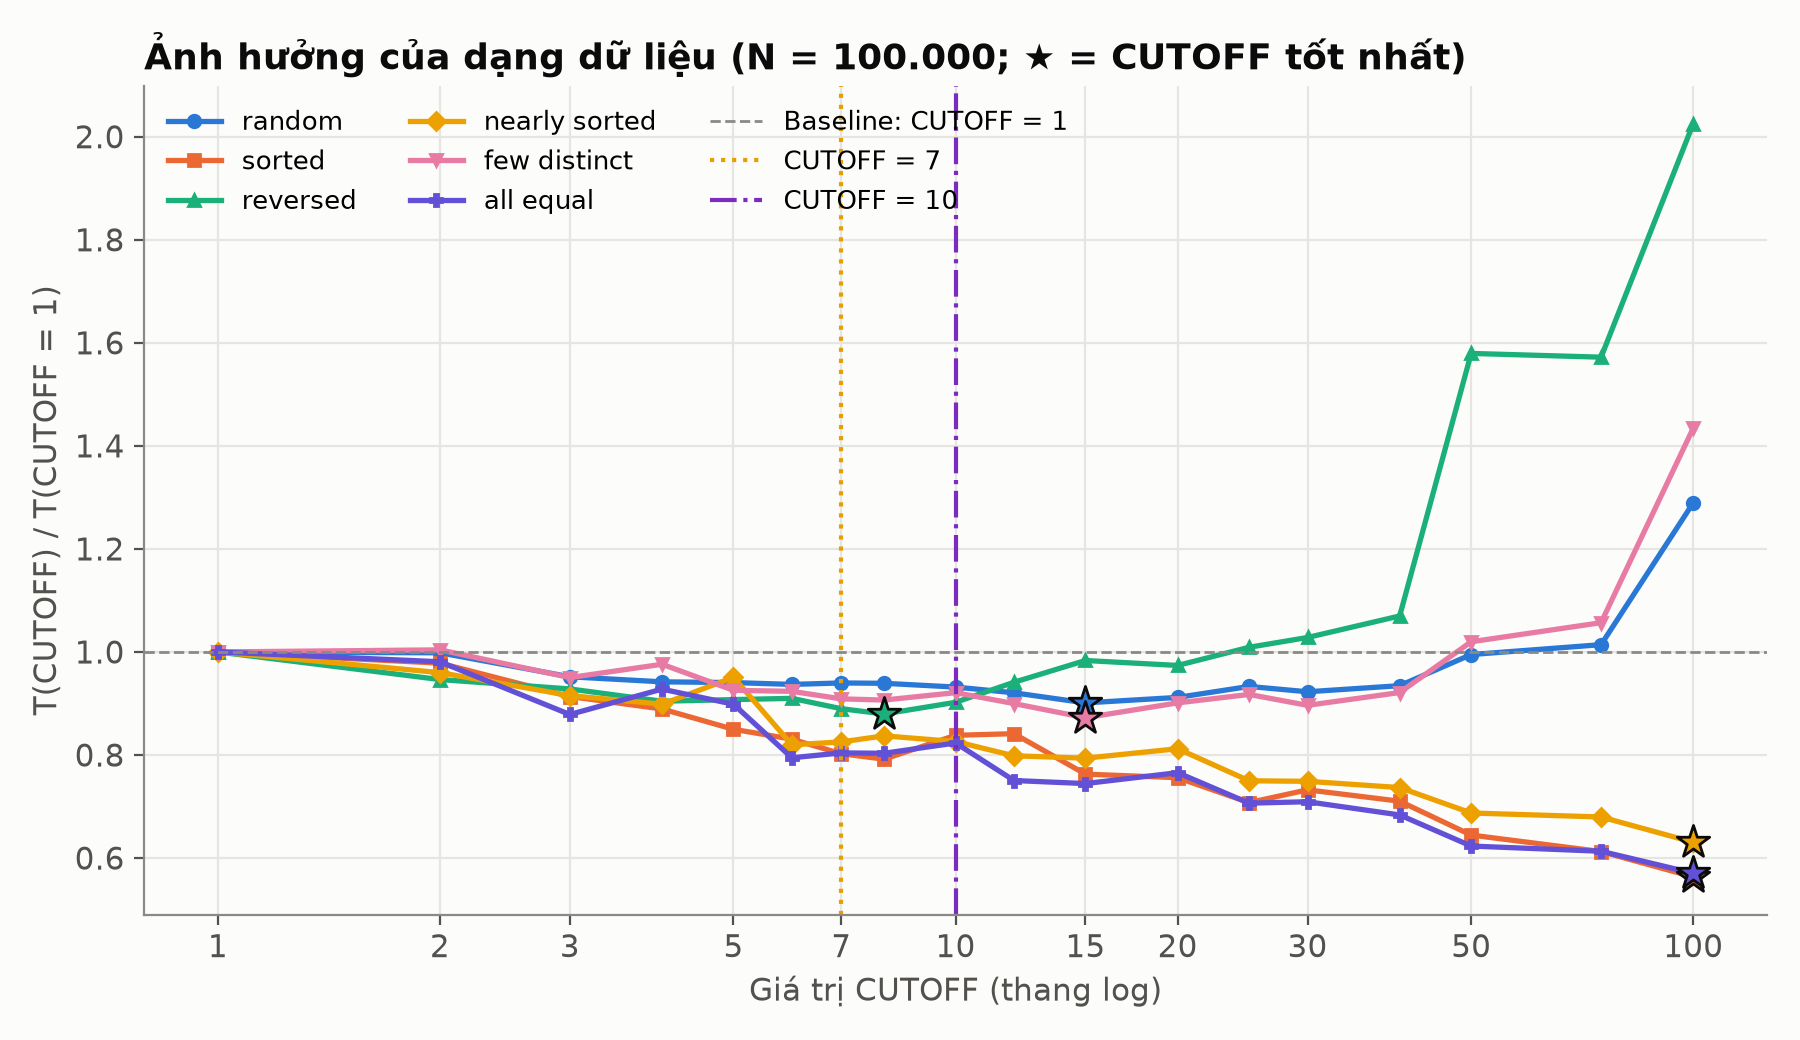 Ảnh hưởng của dạng dữ liệu (N = 100.000; ★ = CUTOFF tốt nhất)
random
sorted
reversed
nearly sorted
few distinct
all equal
Baseline: CUTOFF = 1
CUTOFF = 7
CUTOFF = 10
T(CUTOFF) / T(CUTOFF = 1)
2.0
1.8
1.6
1.4
1.2
1.0
0.8
0.6
1 2 3 5 7 10 15 20 30 50 100
Giá trị CUTOFF (thang log)